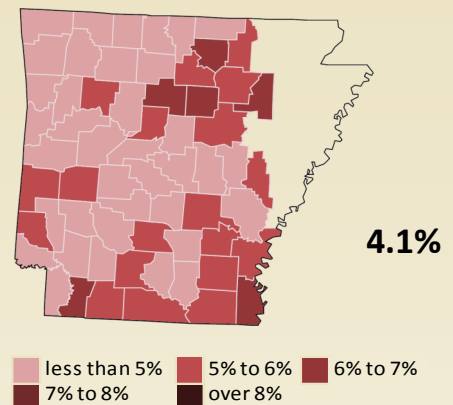 4.1%
less than 5% 5% to 6% 6% to 7%
7% to 8% over 8%